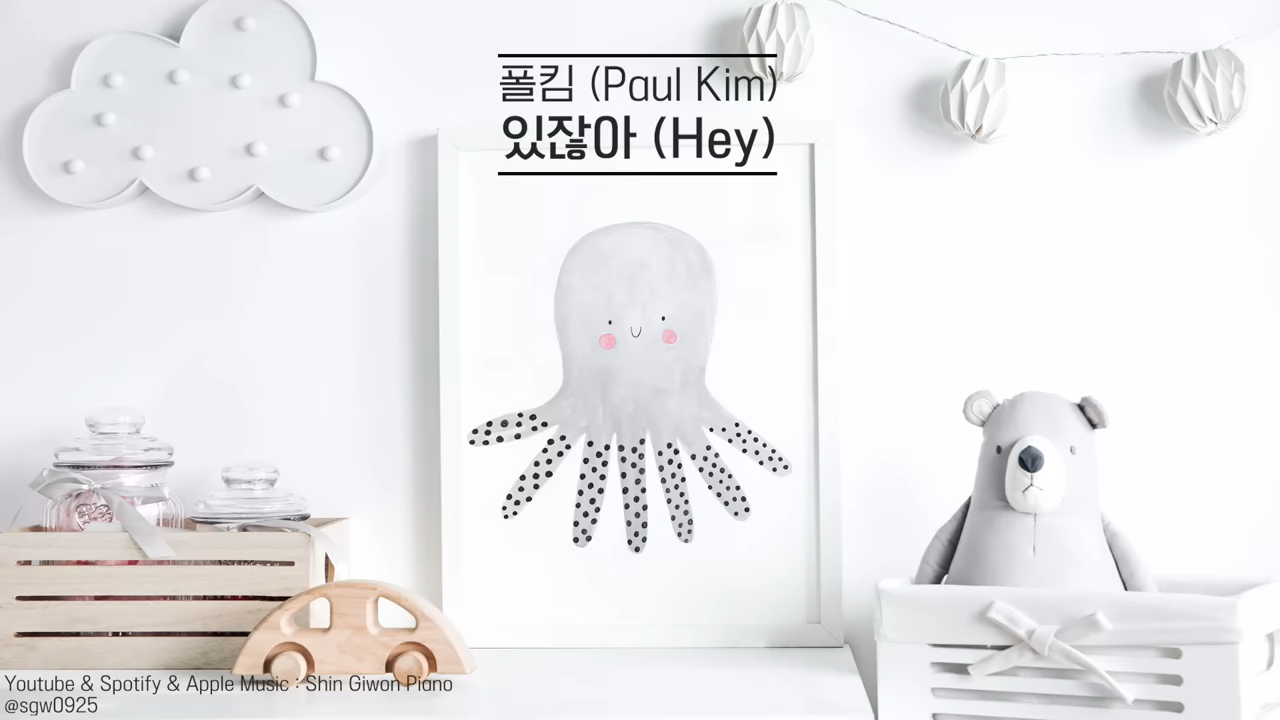 폴킴 (Paul Kim)
있잖아 (Hey)
Youtube & Spotify & Apple Music : Shin Giwon Piano
@sgw0925